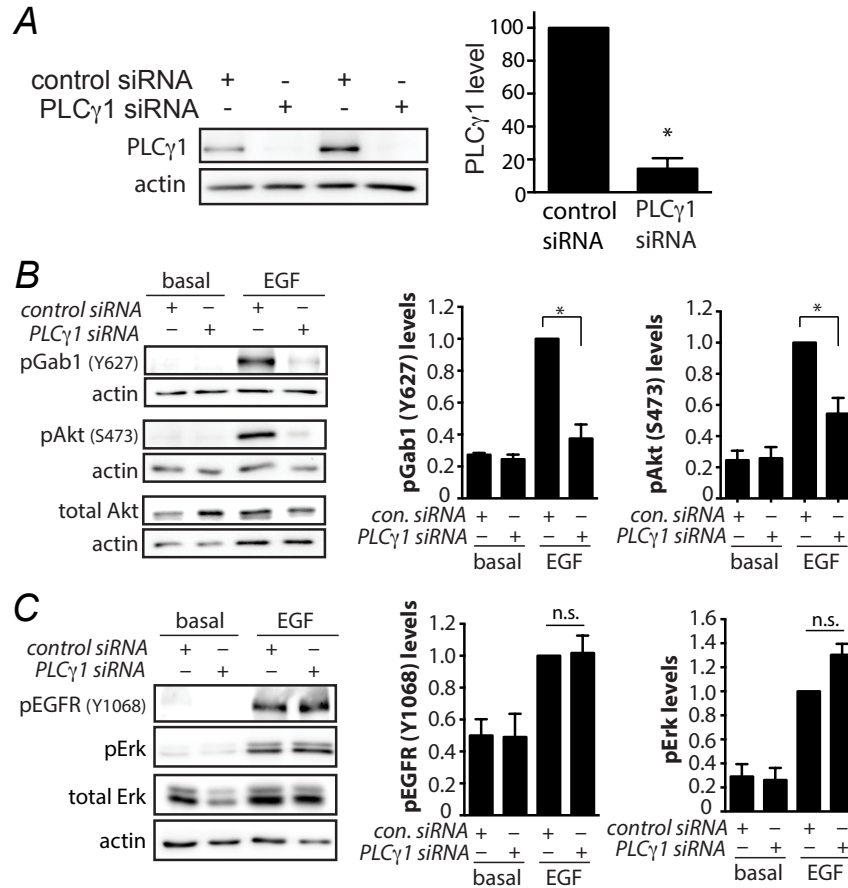 A
control siRNA + - + -
PLCγ1 siRNA - + - +
PLCγ1
actin
PLCγ1 level
100
80
60
40
20
0
*
control siRNA
PLCγ1 siRNA
B
basal EGF
control siRNA + – + –
PLCγ1 siRNA – + – +
pGab1 (Y627)
actin
pAkt (S473)
actin
total Akt
actin
pGab1 (Y627) levels
1.2
1.0
0.8
0.6
0.4
0.2
0
*
con. siRNA + – + –
PLCγ1 siRNA – + – +
basal EGF
pAkt (S473) levels
1.2
1.0
0.8
0.6
0.4
0.2
0
*
con. siRNA + – + –
PLCγ1 siRNA – + – +
basal EGF
C
basal EGF
control siRNA + – + –
PLCγ1 siRNA – + – +
pEGFR (Y1068)
pErk
total Erk
actin
pEGFR (Y1068) levels
1.2
1.0
0.8
0.6
0.4
0.2
0
n.s.
con. siRNA + – + –
PLCγ1 siRNA – + – +
basal EGF
pErk levels
1.6
1.4
1.2
1.0
0.8
0.6
0.4
0.2
0
n.s.
control siRNA + – + –
PLCγ1 siRNA – + – +
basal EGF